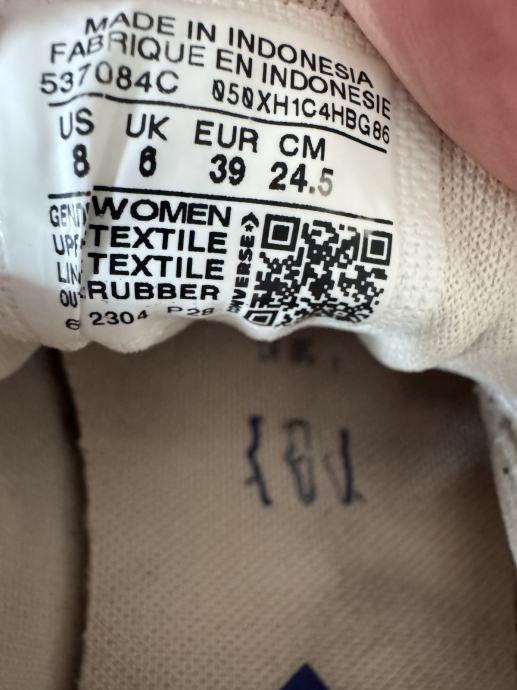 MADE IN INDONESIA
FABRIQUE EN INDONESIE
537084C 050XH1C4HBG86
US UK EUR CM
8 6 39 24.5
WOMEN
TEXTILE
TEXTILE
RUBBER
2304 P28
CONVERSE